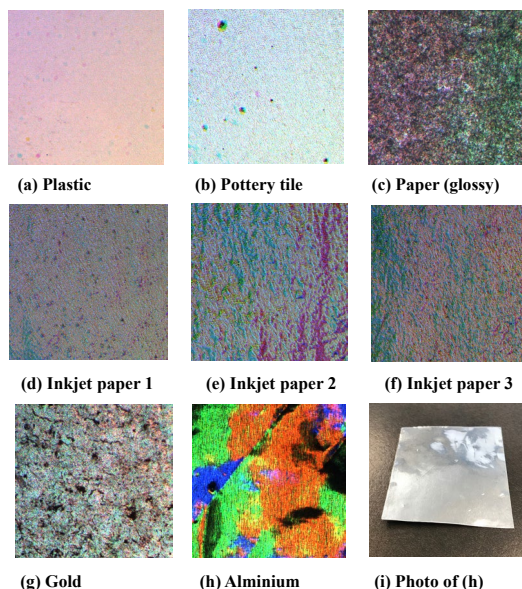 (a) Plastic
(b) Pottery tile
(c) Paper (glossy)
(d) Inkjet paper 1
(e) Inkjet paper 2
(f) Inkjet paper 3
(g) Gold
(h) Alminium
(i) Photo of (h)